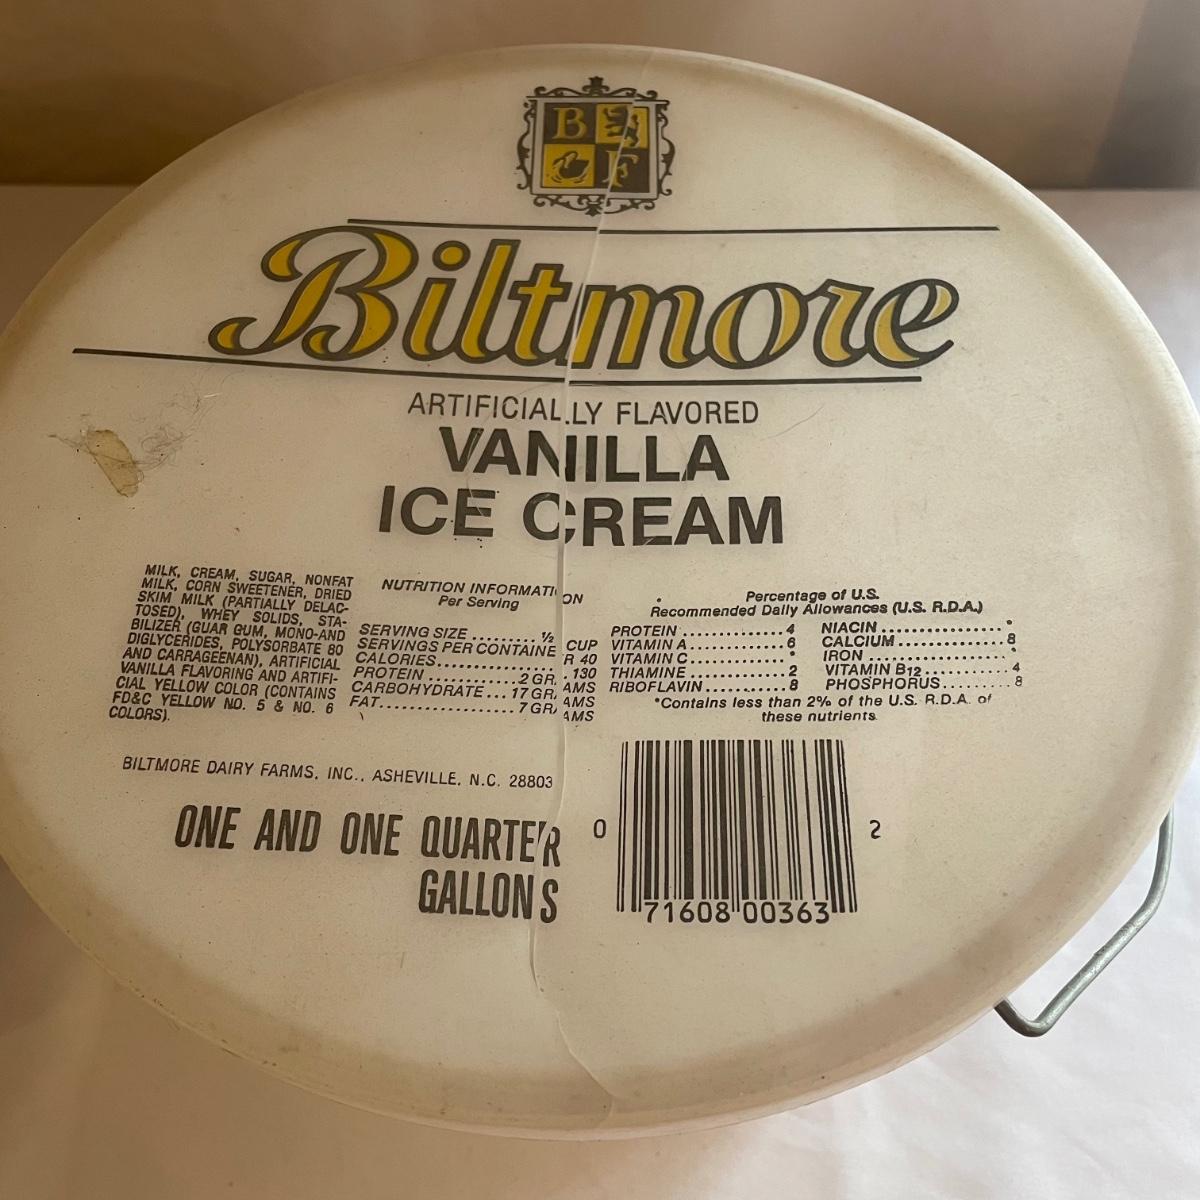 B
F
Biltmore
ARTIFICIALLY FLAVORED
VANILLA
ICE CREAM
MILK, CREAM, SUGAR, NONFAT
MILK, CORN SWEETENER, DRIED
SKIM MILK (PARTIALLY DELAC-
TOSED), WHEY SOLIDS, STA-
BILIZER (GUAR GUM, MONO-AND
DIGLYCERIDES, POLYSORBATE 80
AND CARRAGEENAN), ARTIFICIAL
VANILLA FLAVORING AND ARTIFI-
CIAL YELLOW COLOR (CONTAINS
FD&C YELLOW NO. 5 & NO. 6
COLORS).
NUTRITION INFORMATION
Per Serving
SERVING SIZE ........ ½ CUP
SERVINGS PER CONTAINER 40
CALORIES................ 130
PROTEIN .......... 2 GRAMS
CARBOHYDRATE ... 17 GRAMS
FAT................... 7 GRAMS
Percentage of U.S.
Recommended Daily Allowances (U.S. R.D.A.)
PROTEIN .............. 4
VITAMIN A ............ 6
VITAMIN C ............ *
THIAMINE ............. 2
RIBOFLAVIN .......... 8
NIACIN .................. *
CALCIUM ............... 8
IRON .................... *
VITAMIN B12 ........... 4
PHOSPHORUS ......... 8
*Contains less than 2% of the U.S. R.D.A. of
these nutrients.
BILTMORE DAIRY FARMS, INC., ASHEVILLE, N.C. 28803
ONE AND ONE QUARTER
GALLONS
0 71608 00363 2